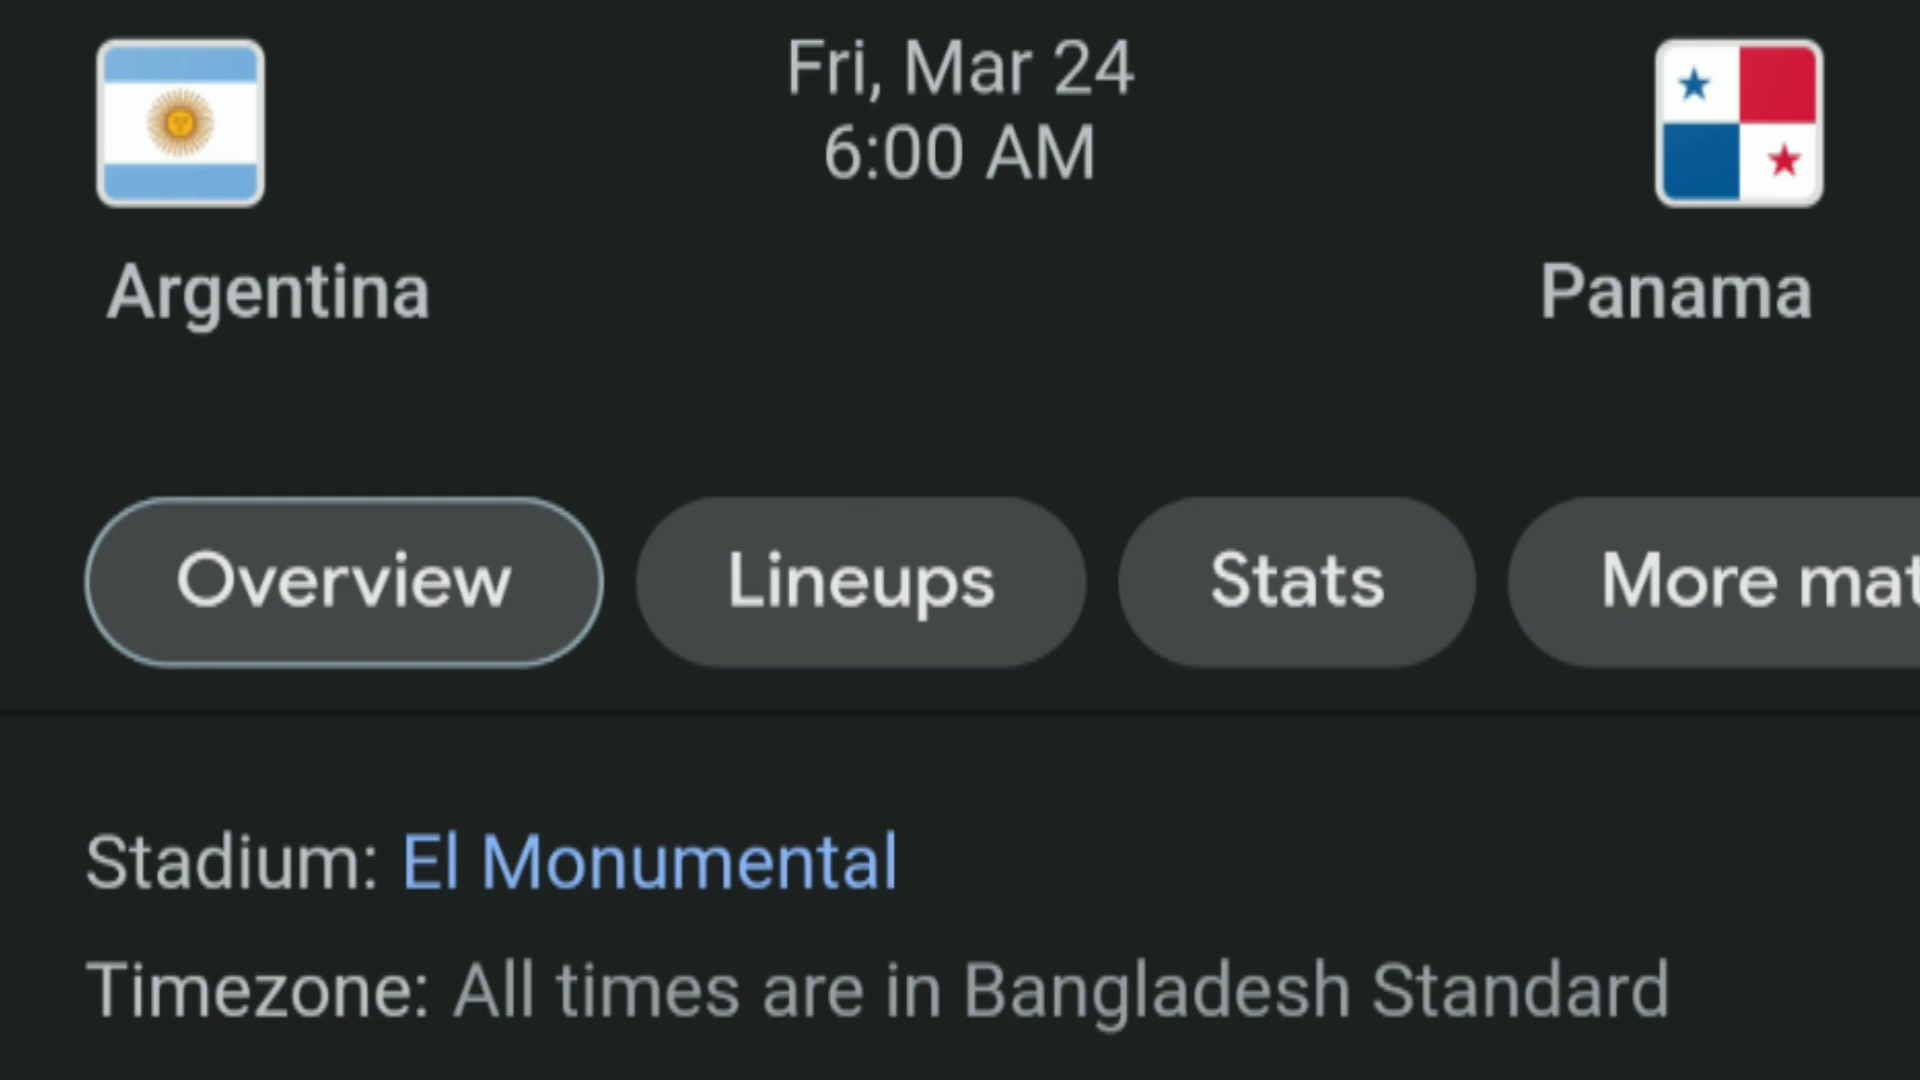 Fri, Mar 24
6:00 AM
Argentina
Panama
Overview
Lineups
Stats
More mat
Stadium: El Monumental
Timezone: All times are in Bangladesh Standard